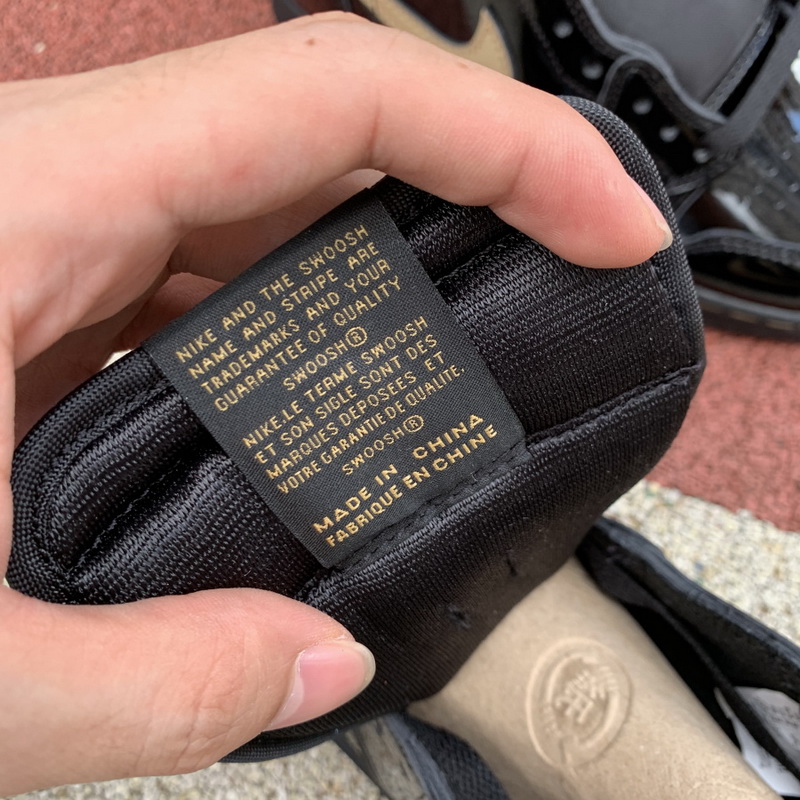 NIKE AND THE SWOOSH
NAME AND STRIPE ARE
TRADEMARKS AND YOUR
GUARANTEE OF QUALITY
SWOOSH®
NIKE.LE TERME SWOOSH
ET SON SIGLE SONT DES
MARQUES DEPOSEES ET
VOTRE GARANTIE DE QUALITE.
SWOOSH®
MADE IN CHINA
FABRIQUE EN CHINE